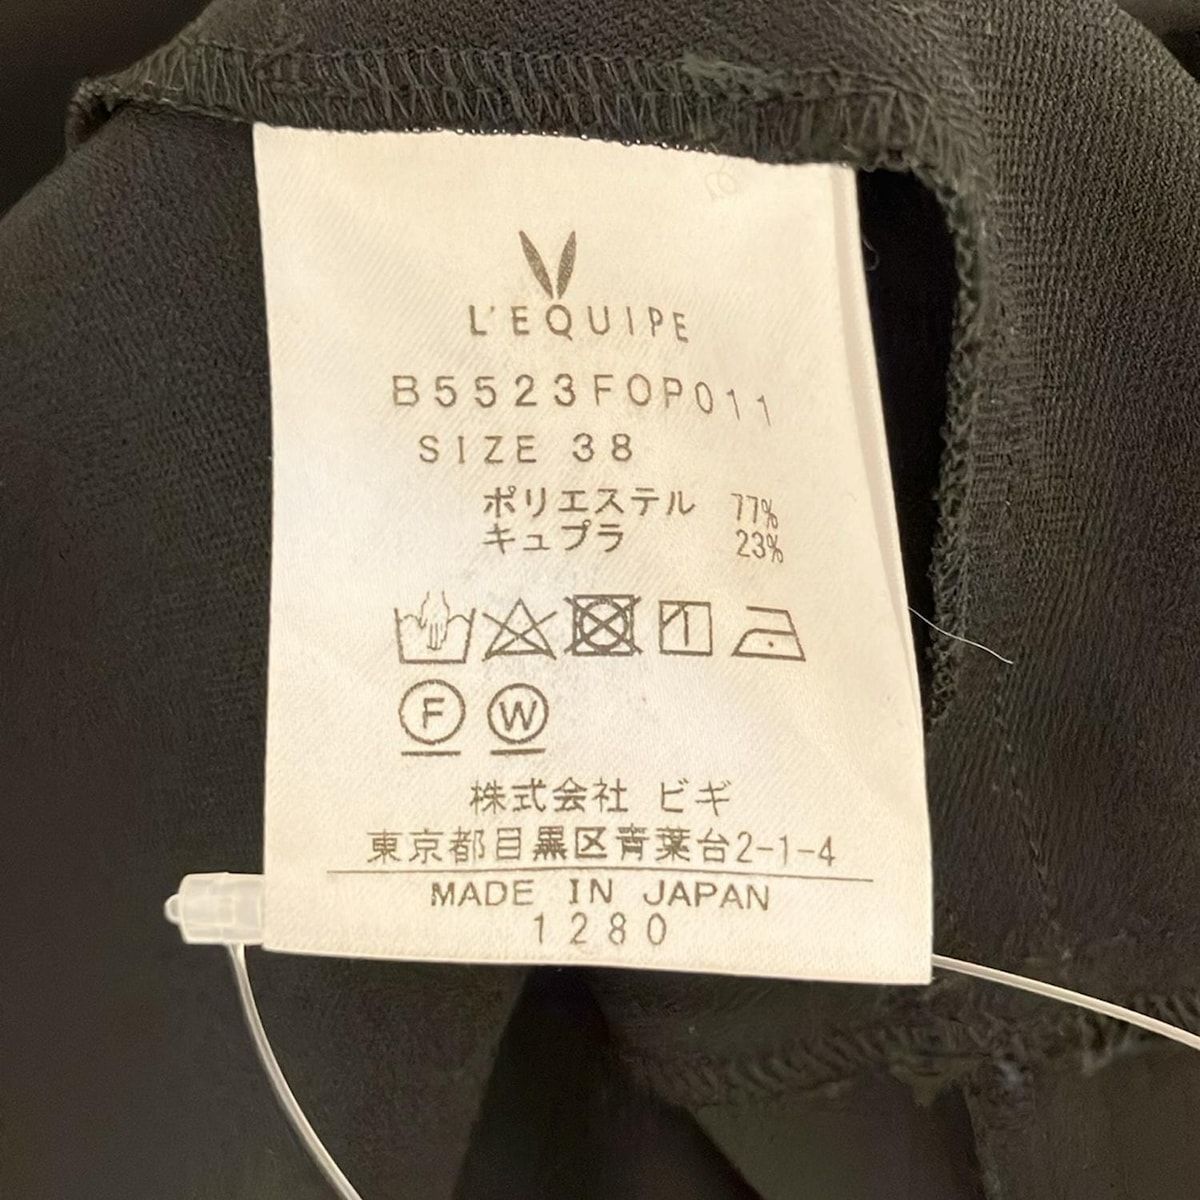 L'EQUIPE
B5523FOP011
SIZE 38
ポリエステル 77%
キュプラ 23%
F W
株式会社 ビギ
東京都目黒区青葉台2-1-4
MADE IN JAPAN
1280